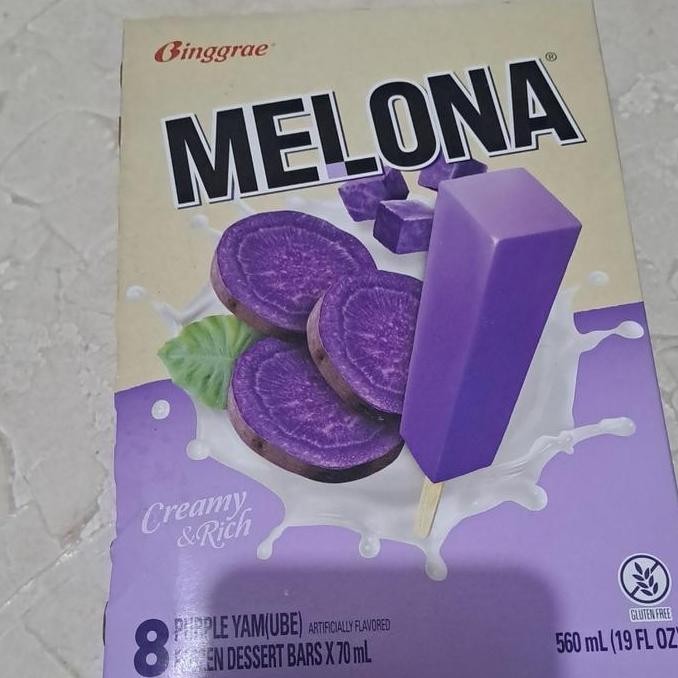 Binggrae
MELONA®
Creamy
&Rich
8 PURPLE YAM(UBE) ARTIFICIALLY FLAVORED
FROZEN DESSERT BARS X 70 mL
GLUTEN FREE
560 mL (19 FL OZ)